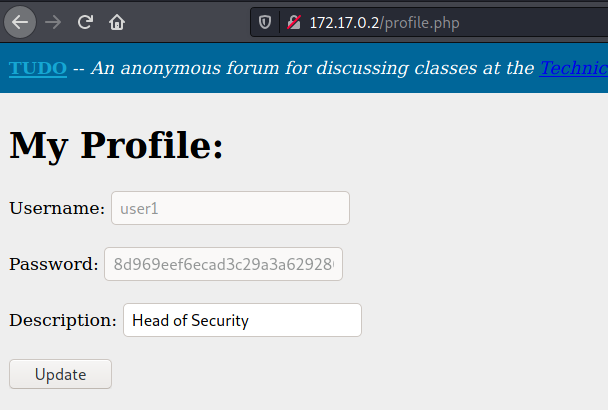 172.17.0.2/profile.php
TUDO -- An anonymous forum for discussing classes at the Technic
My Profile:
Username: user1
Password: 8d969eef6ecad3c29a3a62928
Description: Head of Security
Update